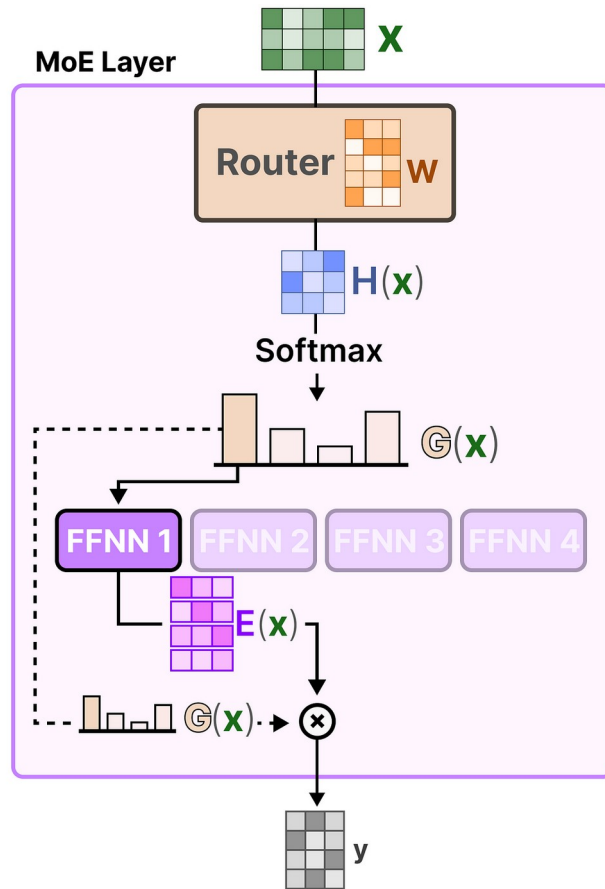 X
MoE Layer
Router W
H(x)
Softmax
G(x)
FFNN 1 FFNN 2 FFNN 3 FFNN 4
E(x)
G(x)
y